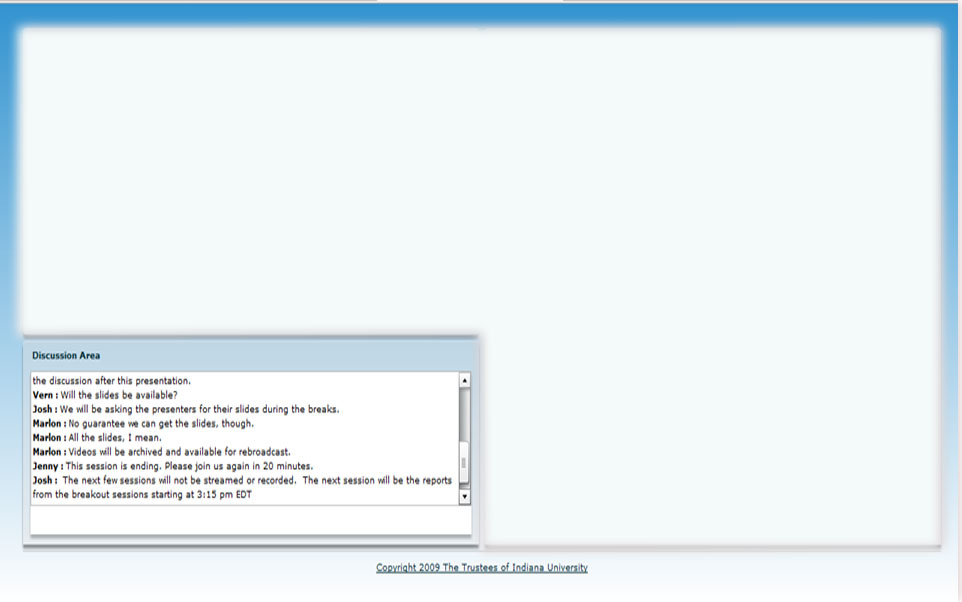 Discussion Area
the discussion after this presentation.
Vern : Will the slides be available?
Josh : We will be asking the presenters for their slides during the breaks.
Marlon : No guarantee we can get the slides, though.
Marlon : All the slides, I mean.
Marlon : Videos will be archived and available for rebroadcast.
Jenny : This session is ending. Please join us again in 20 minutes.
Josh :  The next few sessions will not be streamed or recorded.  The next session will be the reports
from the breakout sessions starting at 3:15 pm EDT
Copyright 2009 The Trustees of Indiana University